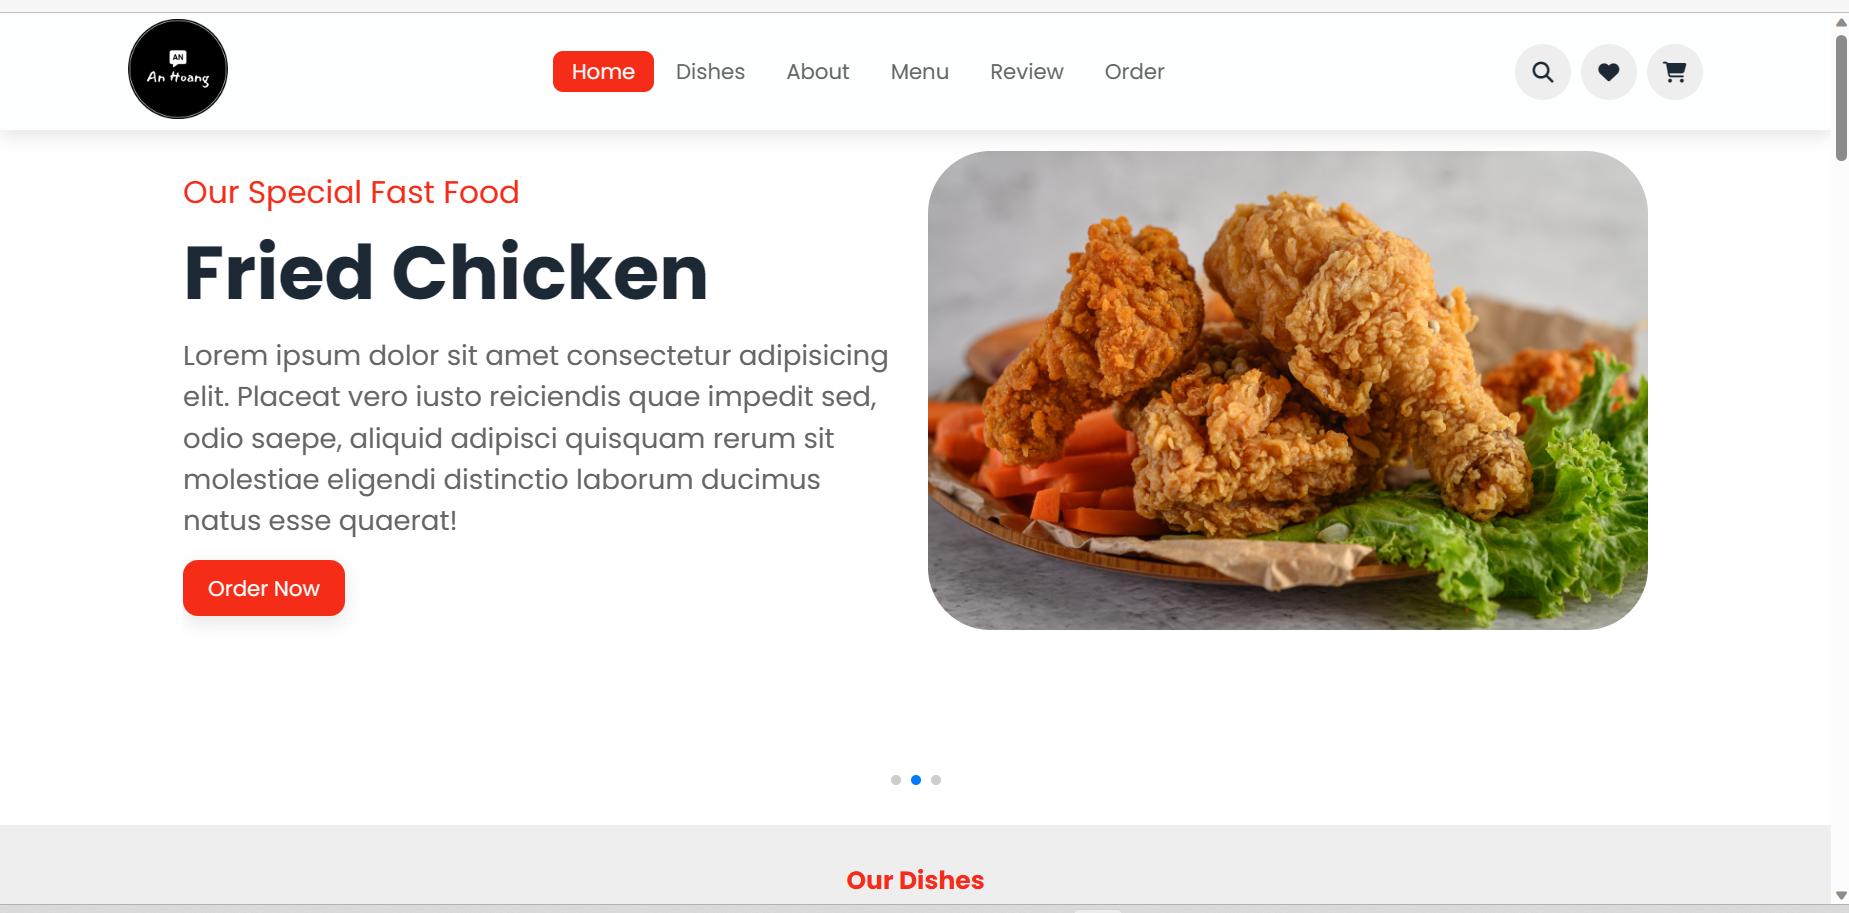 AN
An Hoang
Home Dishes About Menu Review Order
Our Special Fast Food
Fried Chicken
Lorem ipsum dolor sit amet consectetur adipisicing
elit. Placeat vero iusto reiciendis quae impedit sed,
odio saepe, aliquid adipisci quisquam rerum sit
molestiae eligendi distinctio laborum ducimus
natus esse quaerat!
Order Now
Our Dishes